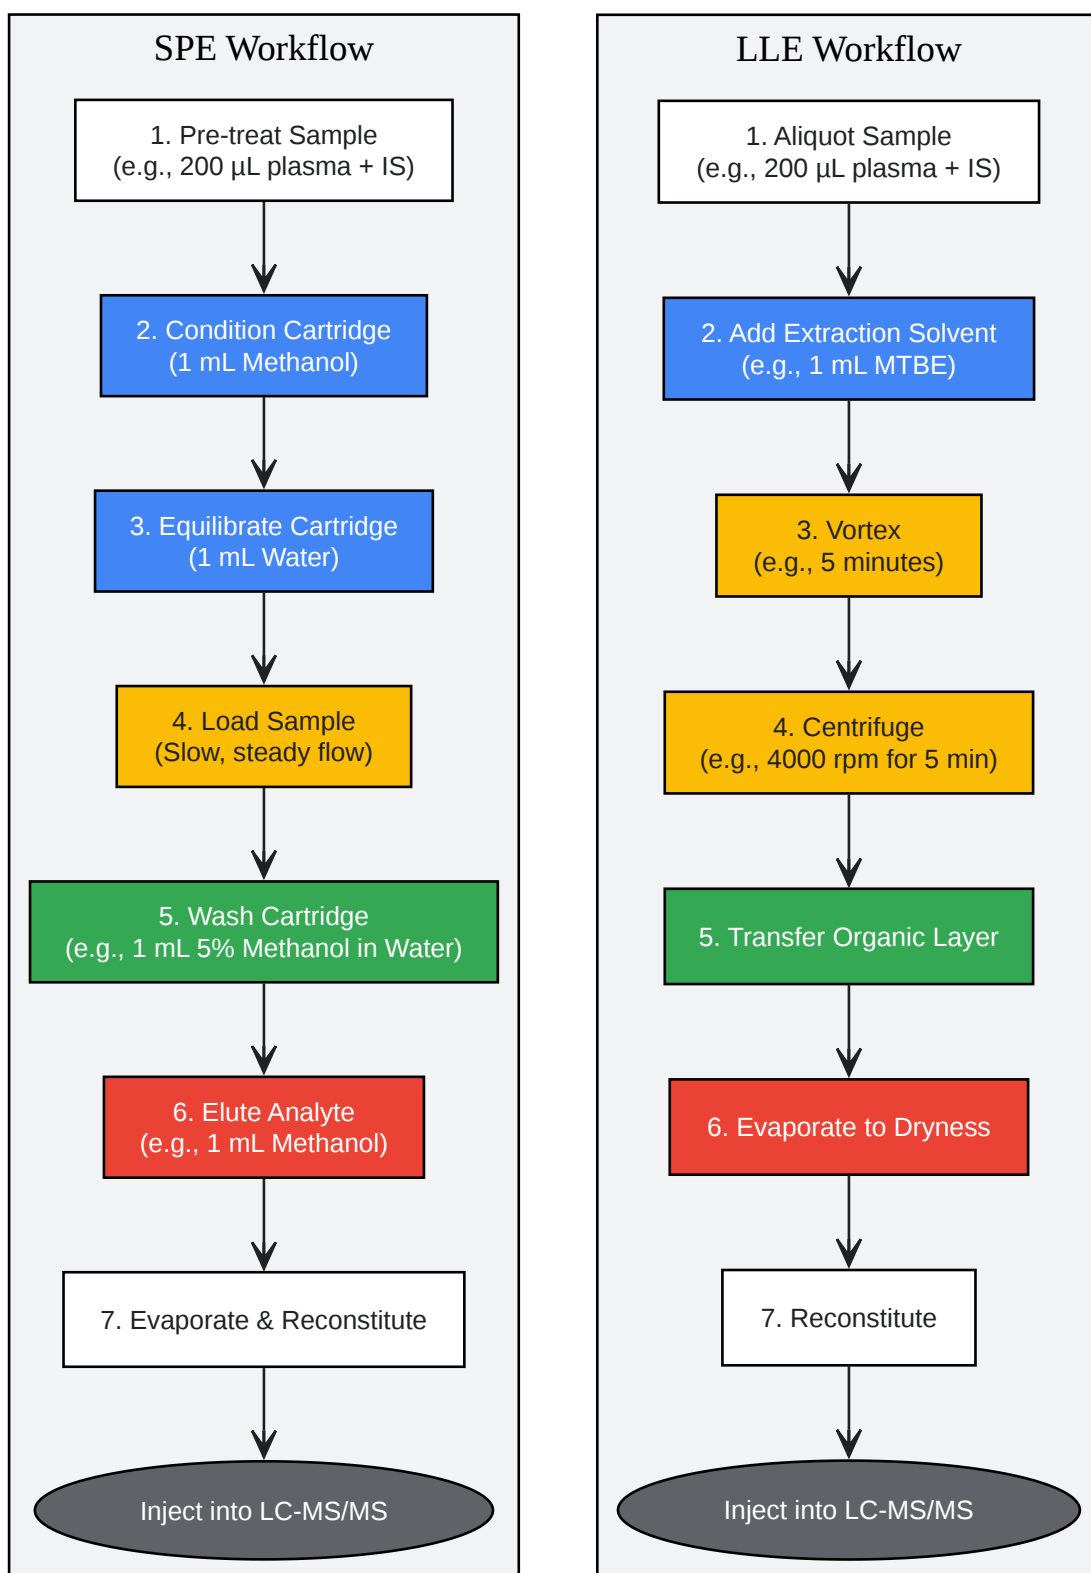 SPE Workflow
1. Pre-treat Sample
(e.g., 200 µL plasma + IS)
2. Condition Cartridge
(1 mL Methanol)
3. Equilibrate Cartridge
(1 mL Water)
4. Load Sample
(Slow, steady flow)
5. Wash Cartridge
(e.g., 1 mL 5% Methanol in Water)
6. Elute Analyte
(e.g., 1 mL Methanol)
7. Evaporate & Reconstitute
Inject into LC-MS/MS
LLE Workflow
1. Aliquot Sample
(e.g., 200 µL plasma + IS)
2. Add Extraction Solvent
(e.g., 1 mL MTBE)
3. Vortex
(e.g., 5 minutes)
4. Centrifuge
(e.g., 4000 rpm for 5 min)
5. Transfer Organic Layer
6. Evaporate to Dryness
7. Reconstitute
Inject into LC-MS/MS